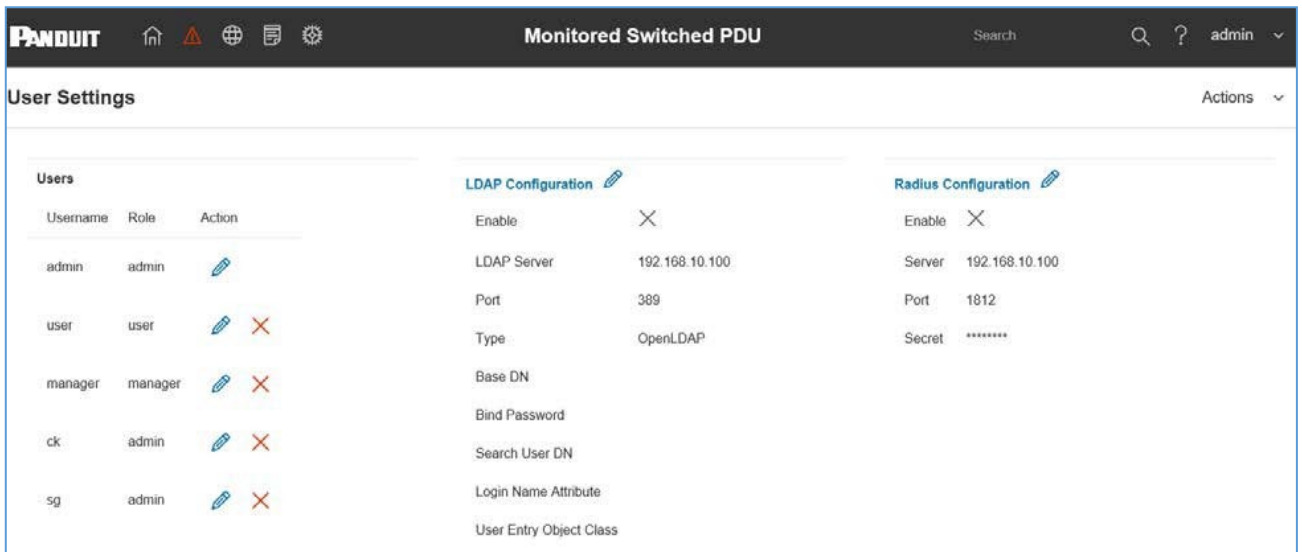 PANDUIT Monitored Switched PDU Search ? admin
User Settings Actions
Users
Username Role Action
admin admin
user user
manager manager
ck admin
sg admin
LDAP Configuration
Enable
LDAP Server 192.168.10.100
Port 389
Type OpenLDAP
Base DN
Bind Password
Search User DN
Login Name Attribute
User Entry Object Class
Radius Configuration
Enable
Server 192.168.10.100
Port 1812
Secret ********